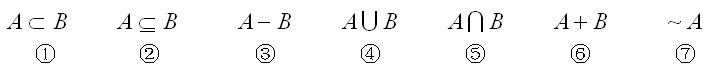 A ⊂ B A ⊆ B A − B A ⋃ B A ⋂ B A + B ~ A
① ② ③ ④ ⑤ ⑥ ⑦